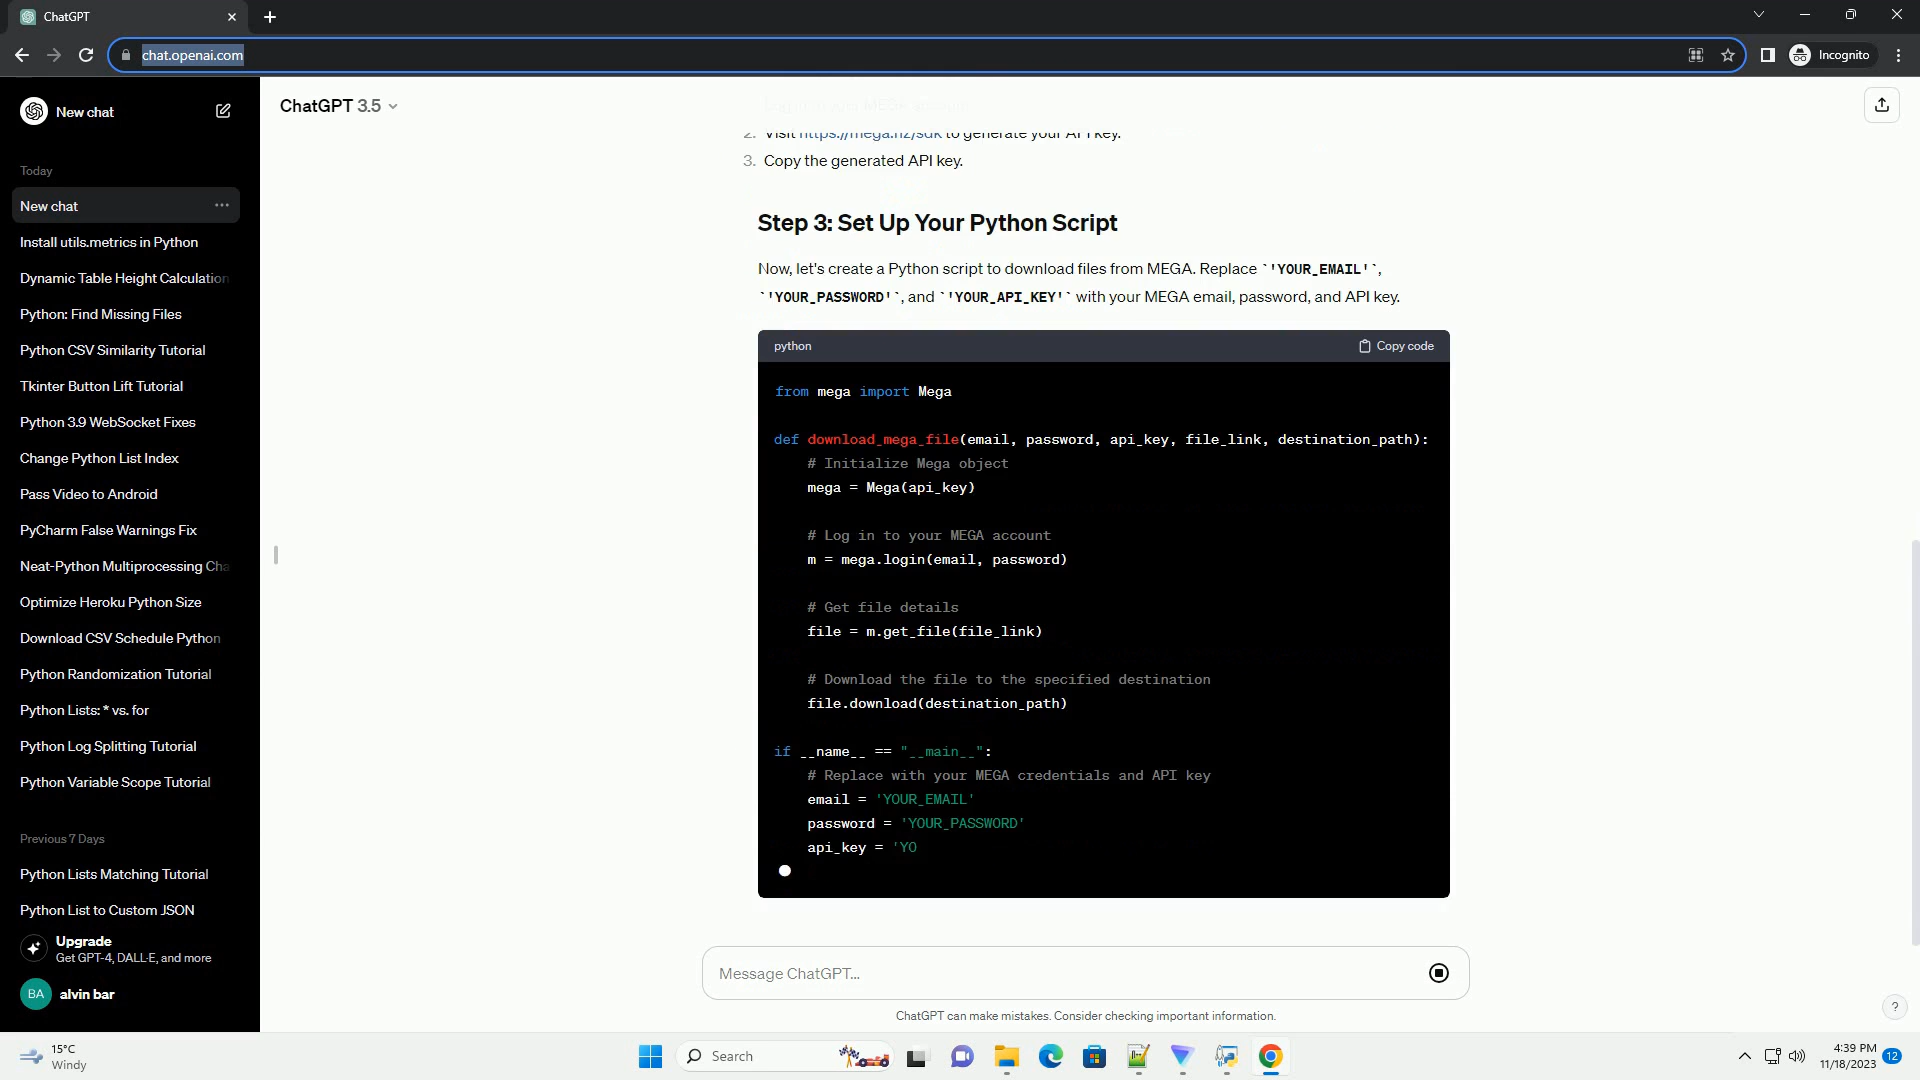 ChatGPT
chat.openai.com
Incognito
New chat
Today
New chat
Install utils.metrics in Python
Dynamic Table Height Calculation
Python: Find Missing Files
Python CSV Similarity Tutorial
Tkinter Button Lift Tutorial
Python 3.9 WebSocket Fixes
Change Python List Index
Pass Video to Android
PyCharm False Warnings Fix
Neat-Python Multiprocessing Cha
Optimize Heroku Python Size
Download CSV Schedule Python
Python Randomization Tutorial
Python Lists: * vs. for
Python Log Splitting Tutorial
Python Variable Scope Tutorial
Previous 7 Days
Python Lists Matching Tutorial
Python List to Custom JSON
Upgrade
Get GPT-4, DALL·E, and more
BA
alvin bar
ChatGPT 3.5
2. Visit https://mega.nz/sdk to generate your API key.
3. Copy the generated API key.
Step 3: Set Up Your Python Script
Now, let's create a Python script to download files from MEGA. Replace `'YOUR_EMAIL'`,
`'YOUR_PASSWORD'`, and `'YOUR_API_KEY'` with your MEGA email, password, and API key.
python
Copy code
from mega import Mega
def download_mega_file(email, password, api_key, file_link, destination_path):
# Initialize Mega object
mega = Mega(api_key)
# Log in to your MEGA account
m = mega.login(email, password)
# Get file details
file = m.get_file(file_link)
# Download the file to the specified destination
file.download(destination_path)
if __name__ == "__main__":
# Replace with your MEGA credentials and API key
email = 'YOUR_EMAIL'
password = 'YOUR_PASSWORD'
api_key = 'YO
Message ChatGPT...
ChatGPT can make mistakes. Consider checking important information.
?
15°C
Windy
Search
4:39 PM
11/18/2023
12